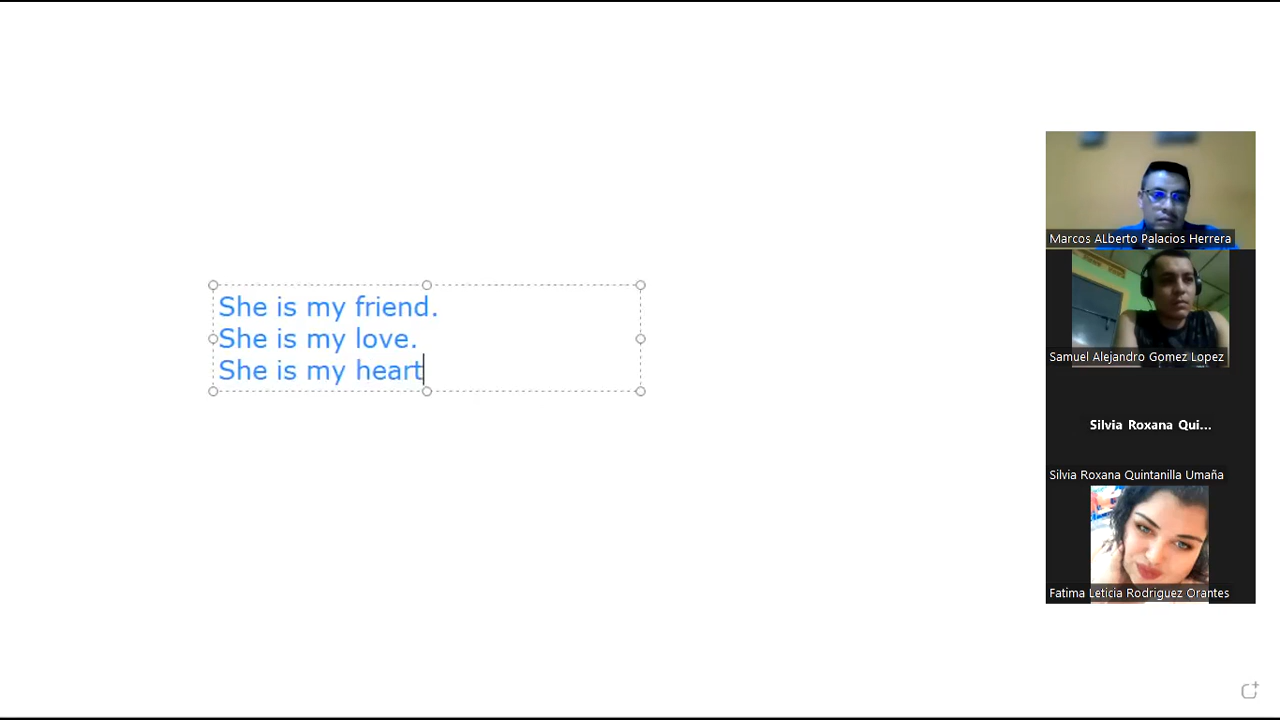 She is my friend.
She is my love.
She is my heart
Marcos ALberto Palacios Herrera
Samuel Alejandro Gomez Lopez
Silvia Roxana Qui...
Silvia Roxana Quintanilla Umaña
Fatima Leticia Rodriguez Orantes